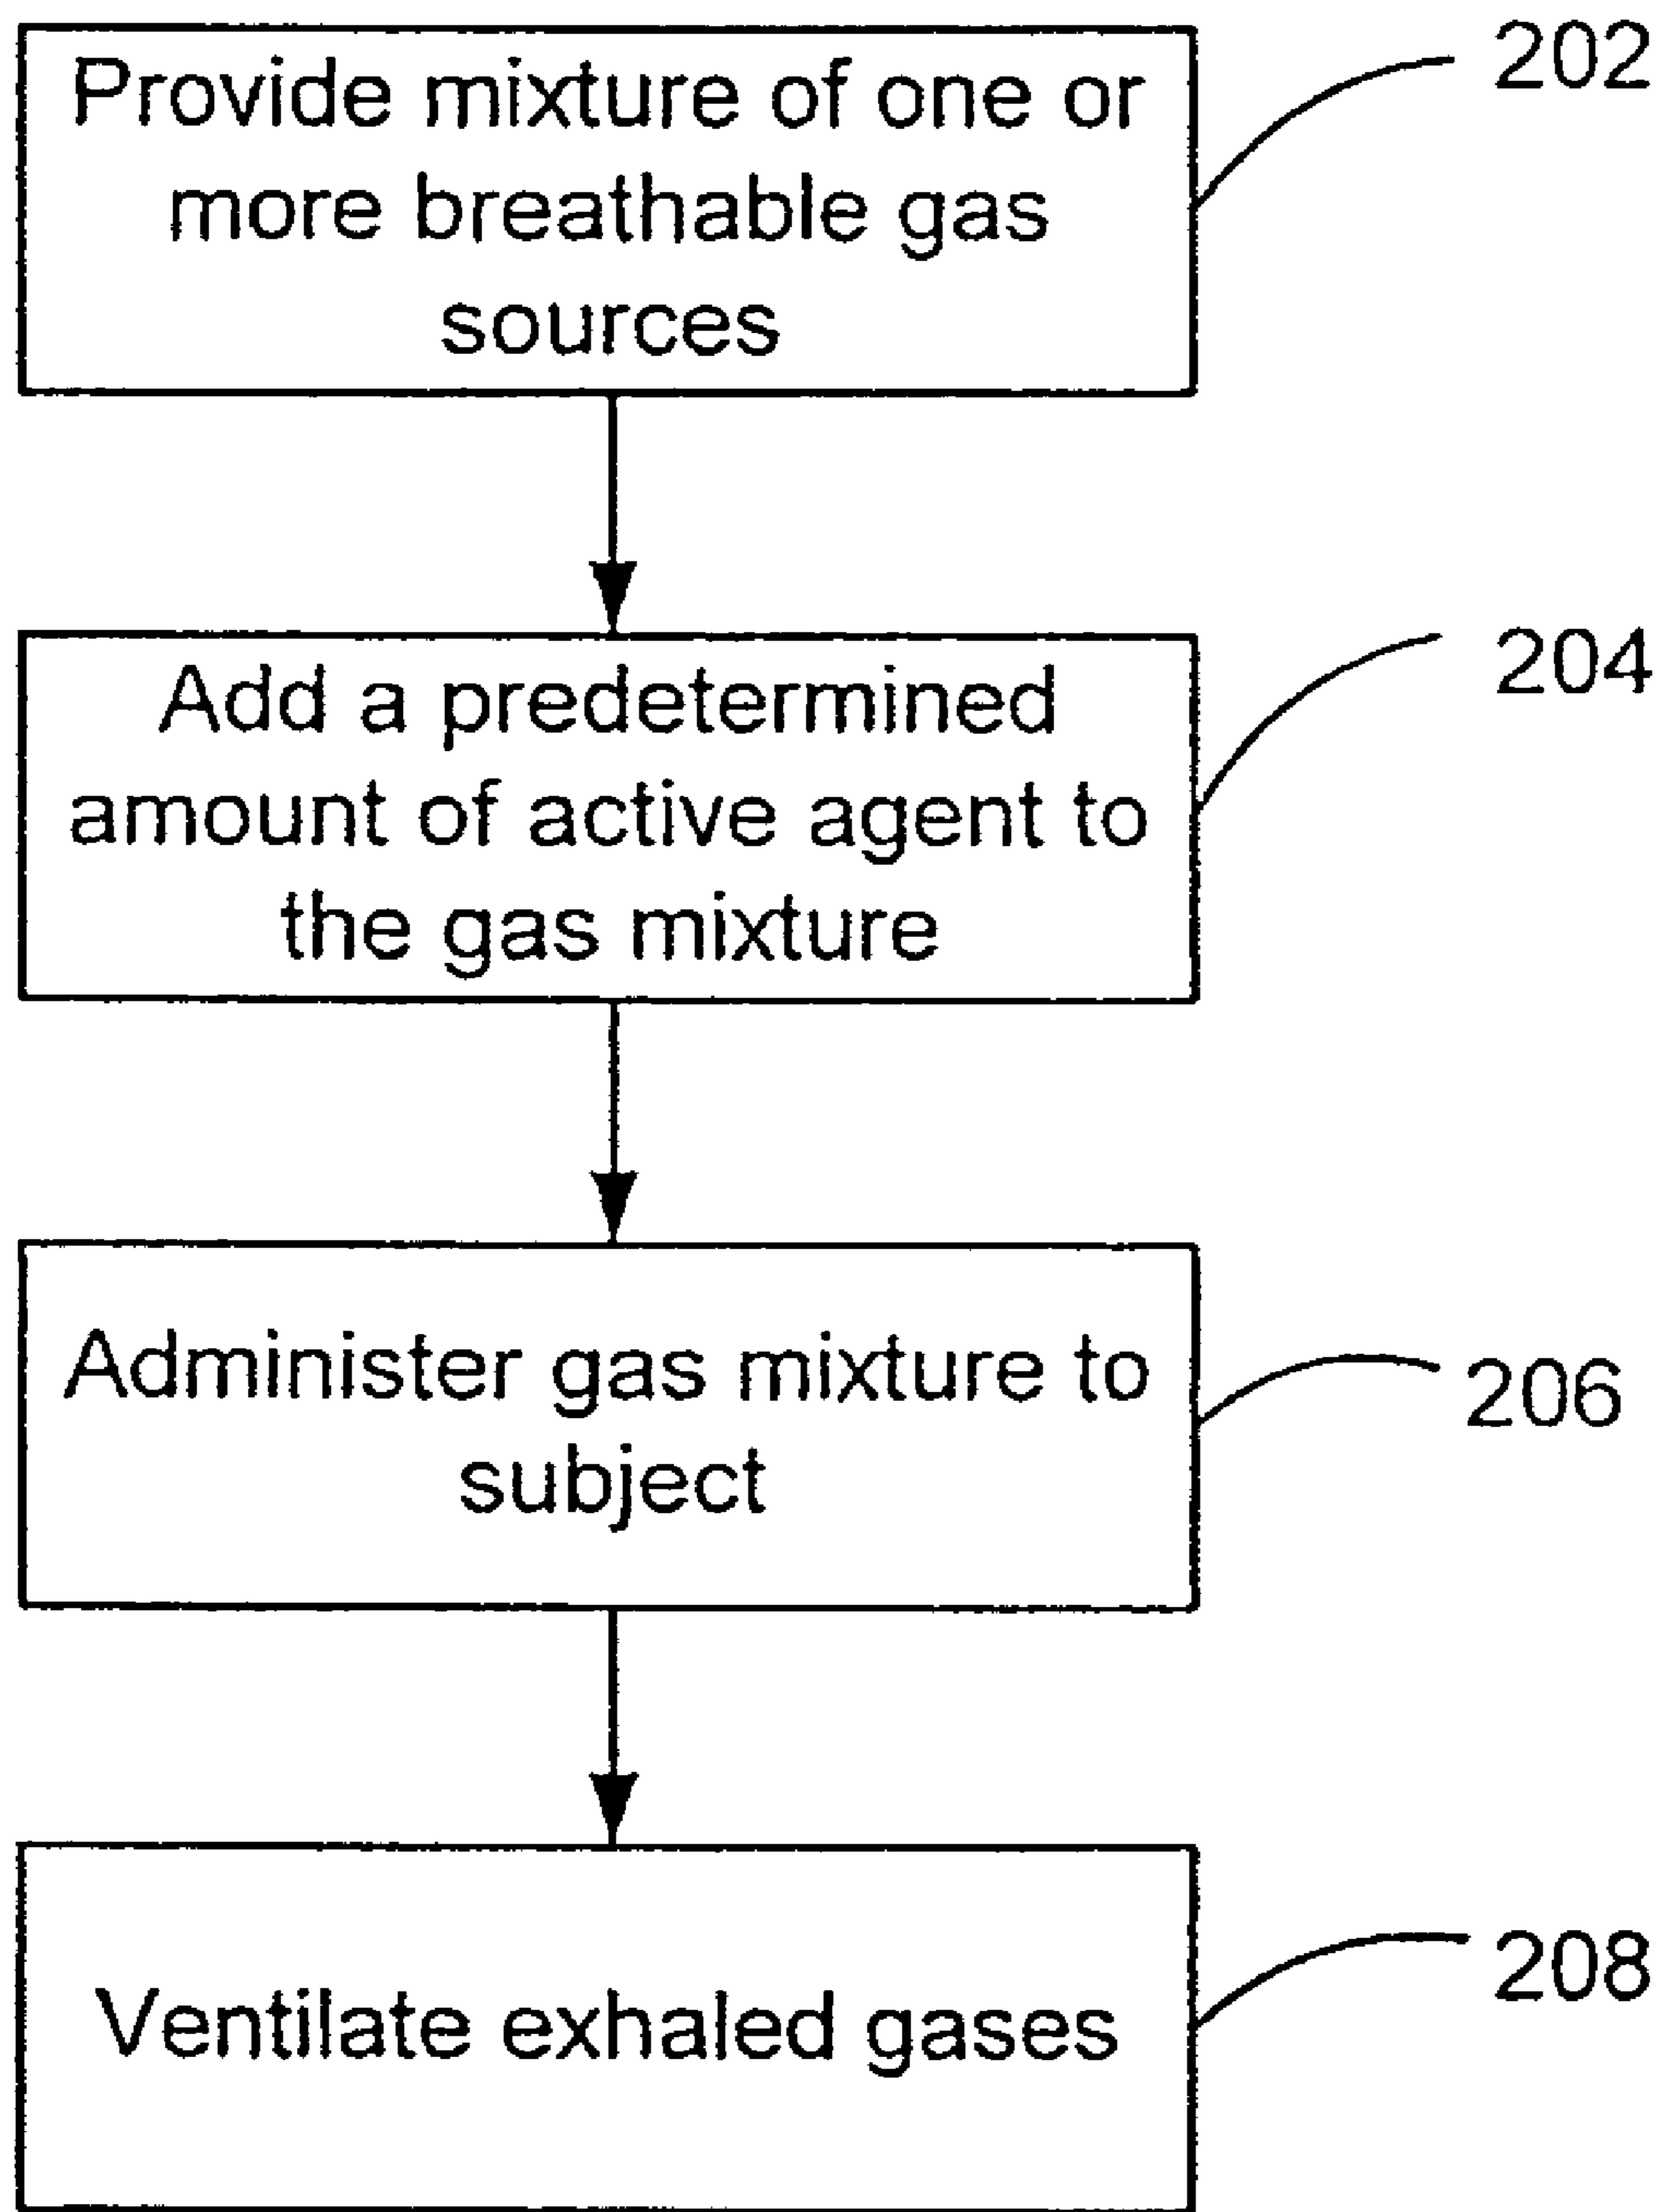 Provide mixture of one or
more breathable gas
sources
202
Add a predetermined
amount of active agent to
the gas mixture
204
Administer gas mixture to
subject
206
Ventilate exhaled gases
208